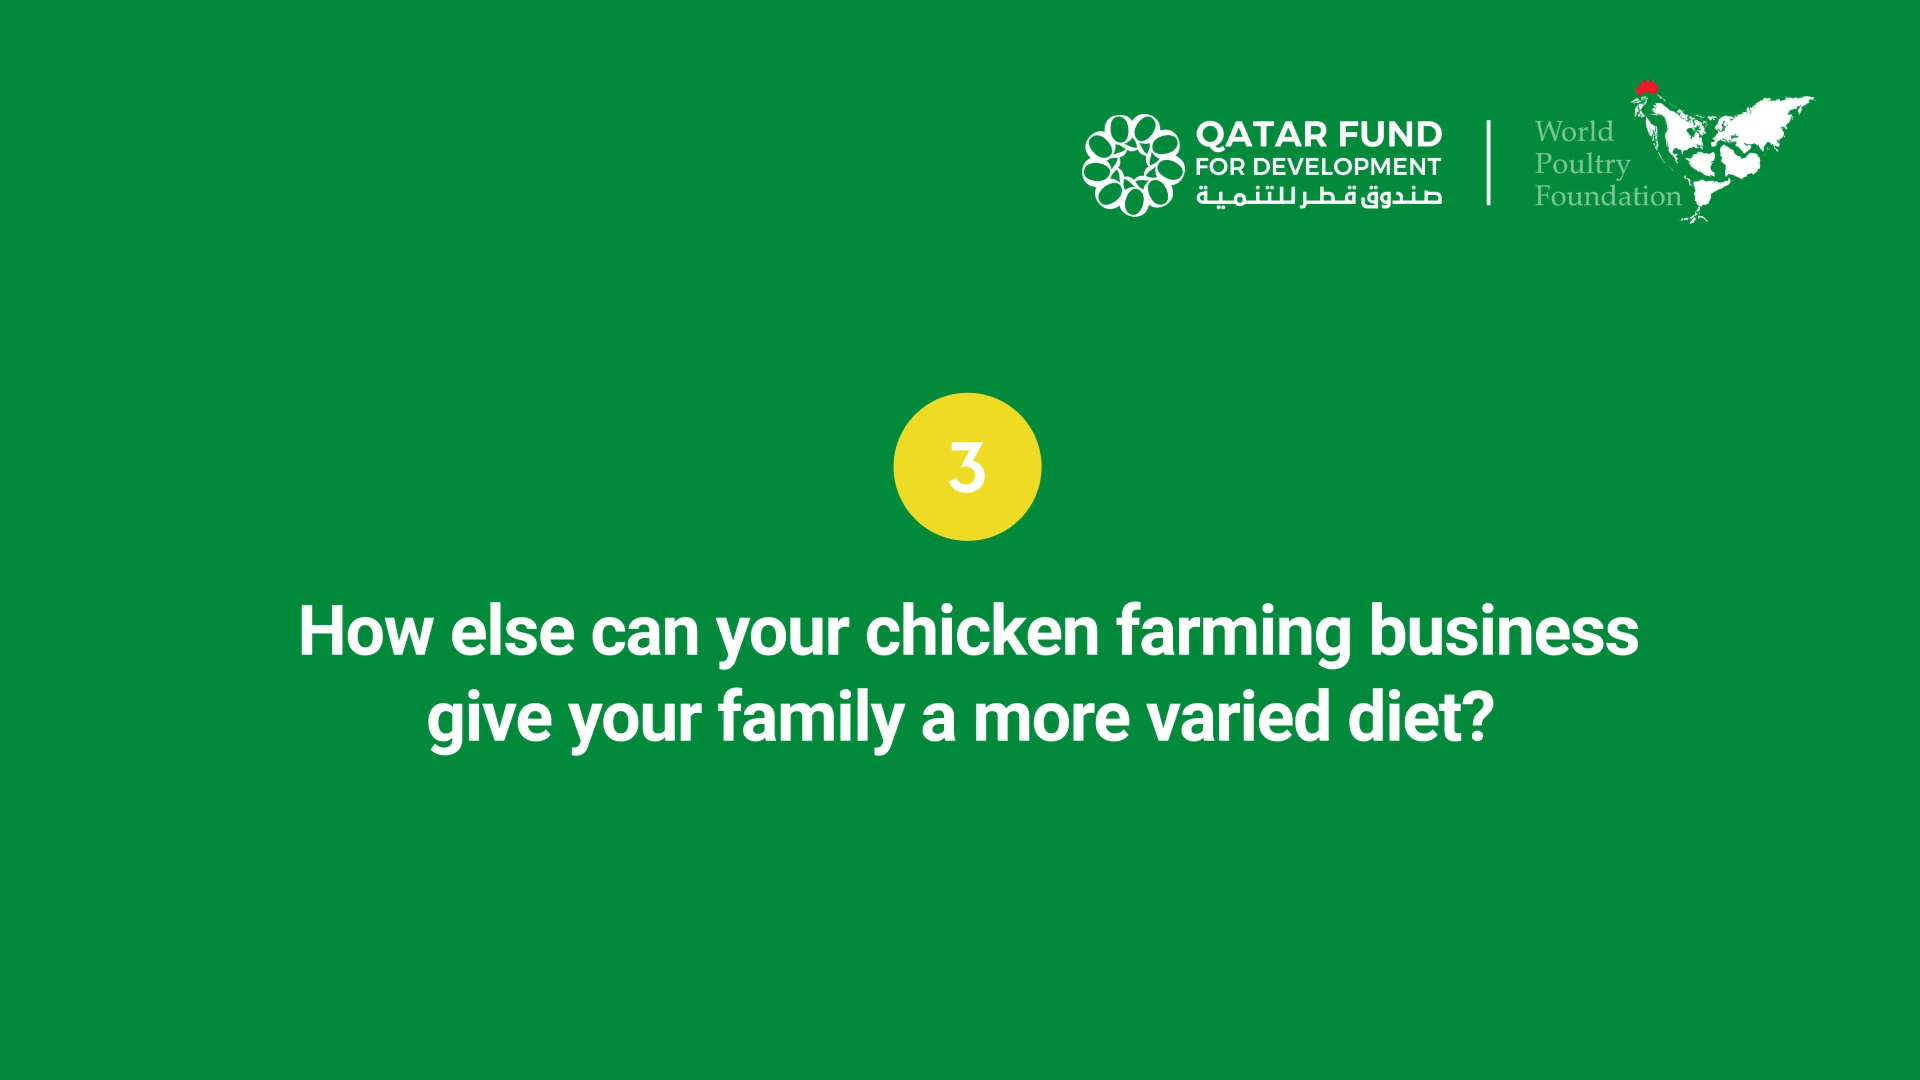 QATAR FUND
FOR DEVELOPMENT
صندوق قطر للتنمية
World
Poultry
Foundation
3
How else can your chicken farming business
give your family a more varied diet?